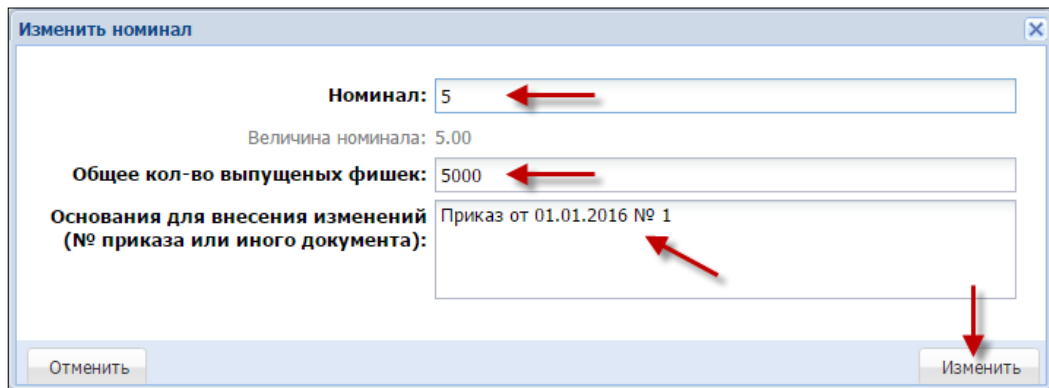 Изменить номинал
Номинал: 5
Величина номинала: 5.00
Общее кол-во выпущеных фишек: 5000
Основания для внесения изменений Приказ от 01.01.2016 № 1
(№ приказа или иного документа):
Отменить Изменить